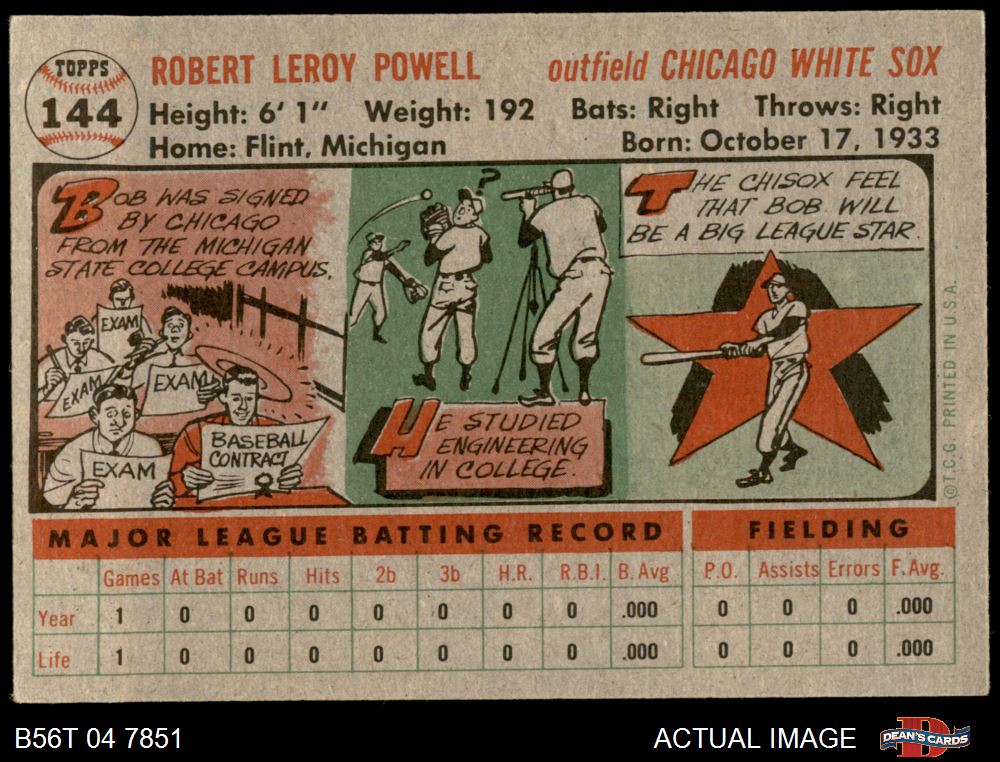 TOPPS
144
ROBERT LEROY POWELL outfield CHICAGO WHITE SOX
Height: 6' 1" Weight: 192 Bats: Right Throws: Right
Home: Flint, Michigan Born: October 17, 1933
BOB WAS SIGNED
BY CHICAGO
FROM THE MICHIGAN
STATE COLLEGE CAMPUS.
EXAM
EXAM
EXAM
EXAM
BASEBALL
CONTRACT
?
HE STUDIED
ENGINEERING
IN COLLEGE.
THE CHISOX FEEL
THAT BOB WILL
BE A BIG LEAGUE STAR.
©T.C.G. PRINTED IN U.S.A.
MAJOR LEAGUE BATTING RECORD FIELDING
Games At Bat Runs Hits 2b 3b H.R. R.B.I. B. Avg P.O. Assists Errors F. Avg.
Year 1 0 0 0 0 0 0 0 .000 0 0 0 .000
Life 1 0 0 0 0 0 0 0 .000 0 0 0 .000
B56T 04 7851 ACTUAL IMAGE
DEAN'S CARDS